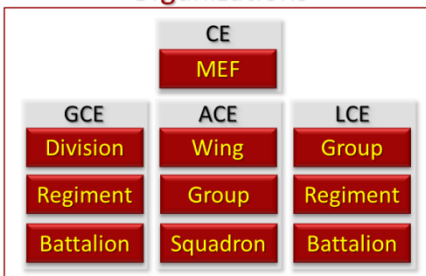 CE
MEF
GCE ACE LCE
Division Wing Group
Regiment Group Regiment
Battalion Squadron Battalion